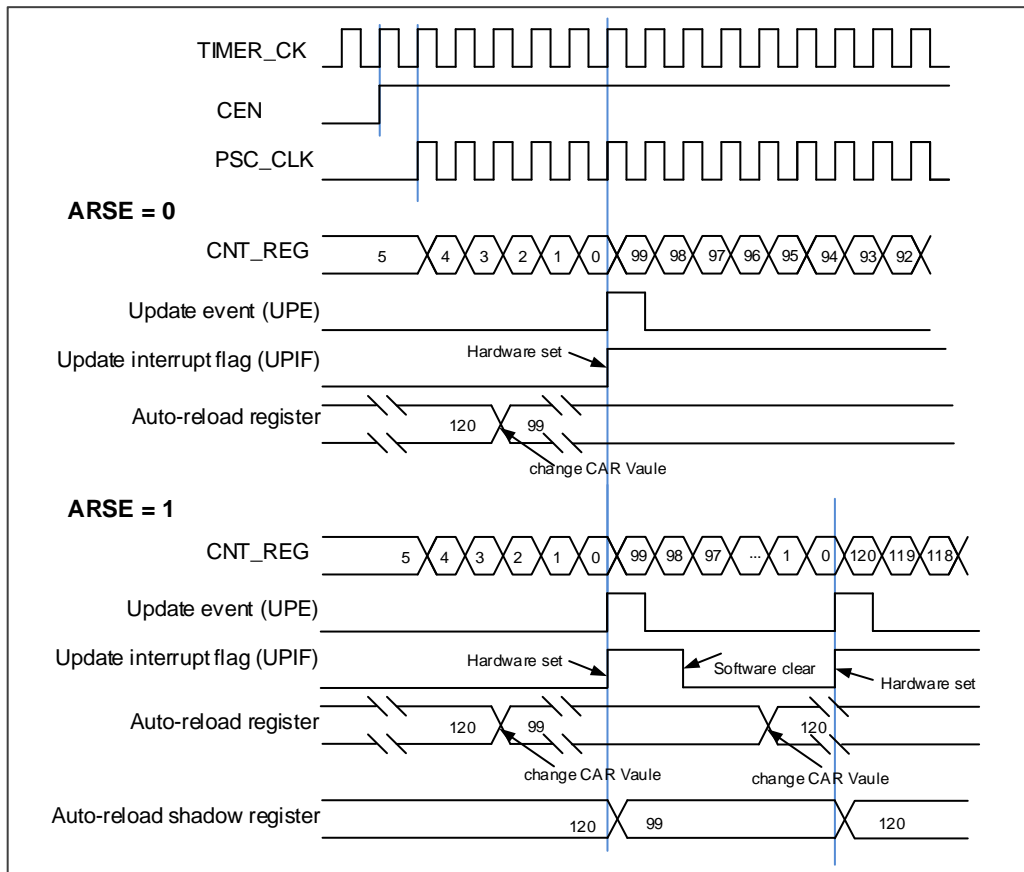 TIMER_CK
CEN
PSC_CLK
ARSE = 0
CNT_REG 5 4 3 2 1 0 99 98 97 96 95 94 93 92
Update event (UPE)
Update interrupt flag (UPIF) Hardware set
Auto-reload register 120 99
change CAR Vaule
ARSE = 1
CNT_REG 5 4 3 2 1 0 99 98 97 ... 1 0 120 119 118
Update event (UPE)
Update interrupt flag (UPIF) Hardware set Software clear Hardware set
Auto-reload register 120 99 120
change CAR Vaule change CAR Vaule
Auto-reload shadow register 120 99 120